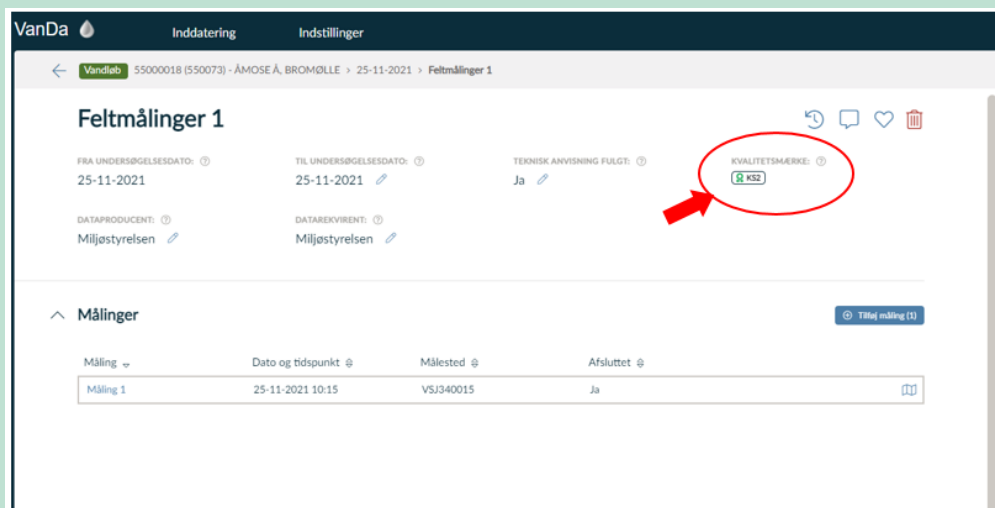 VanDa Inddatering Indstillinger
Vandløb 55000018 (550073) - ÅMOSE Å, BROMØLLE > 25-11-2021 > Feltmålinger 1
Feltmålinger 1
FRA UNDERSØGELSESDATO: TIL UNDERSØGELSESDATO: TEKNISK ANVISNING FULGT: KVALITETSMÆRKE:
25-11-2021 25-11-2021 Ja KS2
DATAPRODUCENT: DATAREKVIRENT:
Miljøstyrelsen Miljøstyrelsen
Målinger Tilføj måling (1)
Måling Dato og tidspunkt Målested Afsluttet
Måling 1 25-11-2021 10:15 VSJ340015 Ja